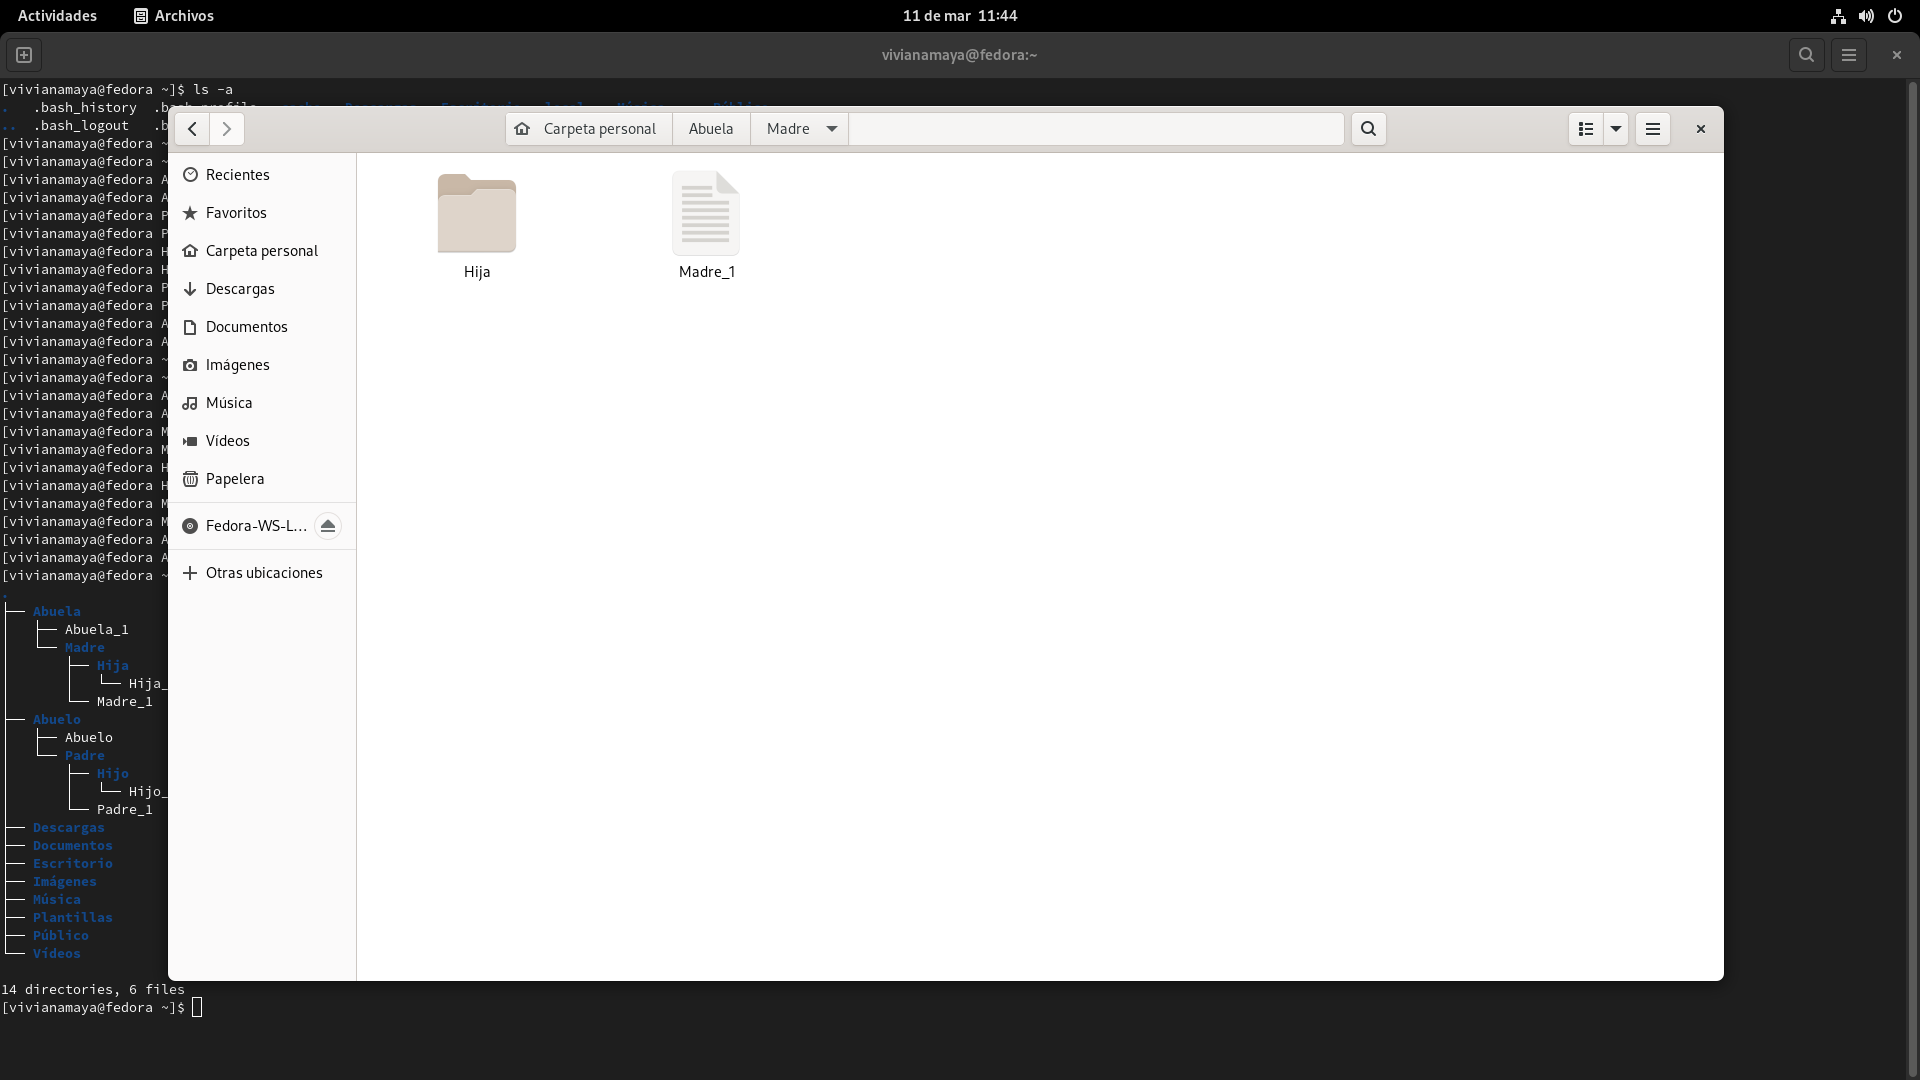 Actividades
Archivos
11 de mar 11:44
vivianamaya@fedora:~
[vivianamaya@fedora ~]$ ls -a
. .bash_history
.. .bash_logout .b
[vivianamaya@fedora ~
[vivianamaya@fedora ~
[vivianamaya@fedora A
[vivianamaya@fedora A
[vivianamaya@fedora P
[vivianamaya@fedora P
[vivianamaya@fedora H
[vivianamaya@fedora H
[vivianamaya@fedora P
[vivianamaya@fedora P
[vivianamaya@fedora A
[vivianamaya@fedora A
[vivianamaya@fedora ~
[vivianamaya@fedora ~
[vivianamaya@fedora A
[vivianamaya@fedora A
[vivianamaya@fedora M
[vivianamaya@fedora M
[vivianamaya@fedora H
[vivianamaya@fedora H
[vivianamaya@fedora M
[vivianamaya@fedora M
[vivianamaya@fedora A
[vivianamaya@fedora A
[vivianamaya@fedora ~
.
├── Abuela
│   ├── Abuela_1
│   └── Madre
│       ├── Hija
│       │   └── Hija_
│       └── Madre_1
├── Abuelo
│   ├── Abuelo
│   └── Padre
│       ├── Hijo
│       │   └── Hijo_
│       └── Padre_1
├── Descargas
├── Documentos
├── Escritorio
├── Imágenes
├── Música
├── Plantillas
├── Público
└── Vídeos
14 directories, 6 files
[vivianamaya@fedora ~]$
Carpeta personal
Abuela
Madre
Recientes
Favoritos
Carpeta personal
Descargas
Documentos
Imágenes
Música
Vídeos
Papelera
Fedora-WS-L...
Otras ubicaciones
Hija
Madre_1